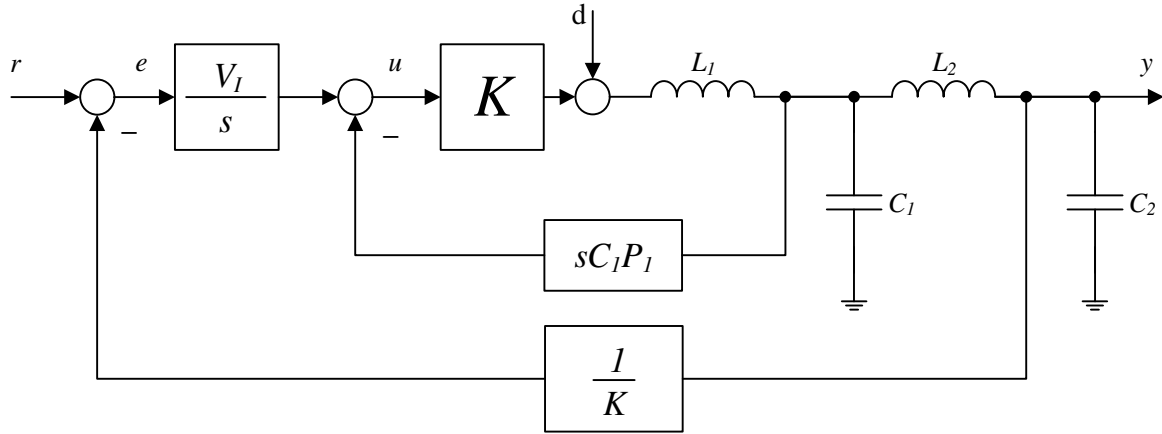 d
r
e
V_I
s
u
K
L_1
L_2
y
–
–
C_1
C_2
sC_1P_1
1
K